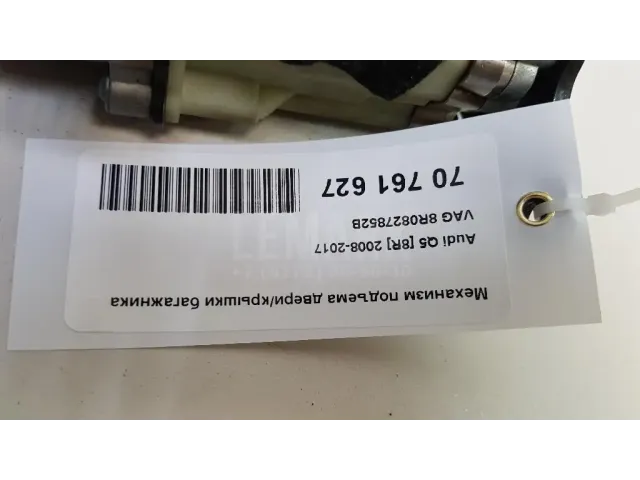 Механизм подъема двери/крышки багажника
Audi Q5 [8R] 2008-2017
VAG 8R0827852B
70 761 627